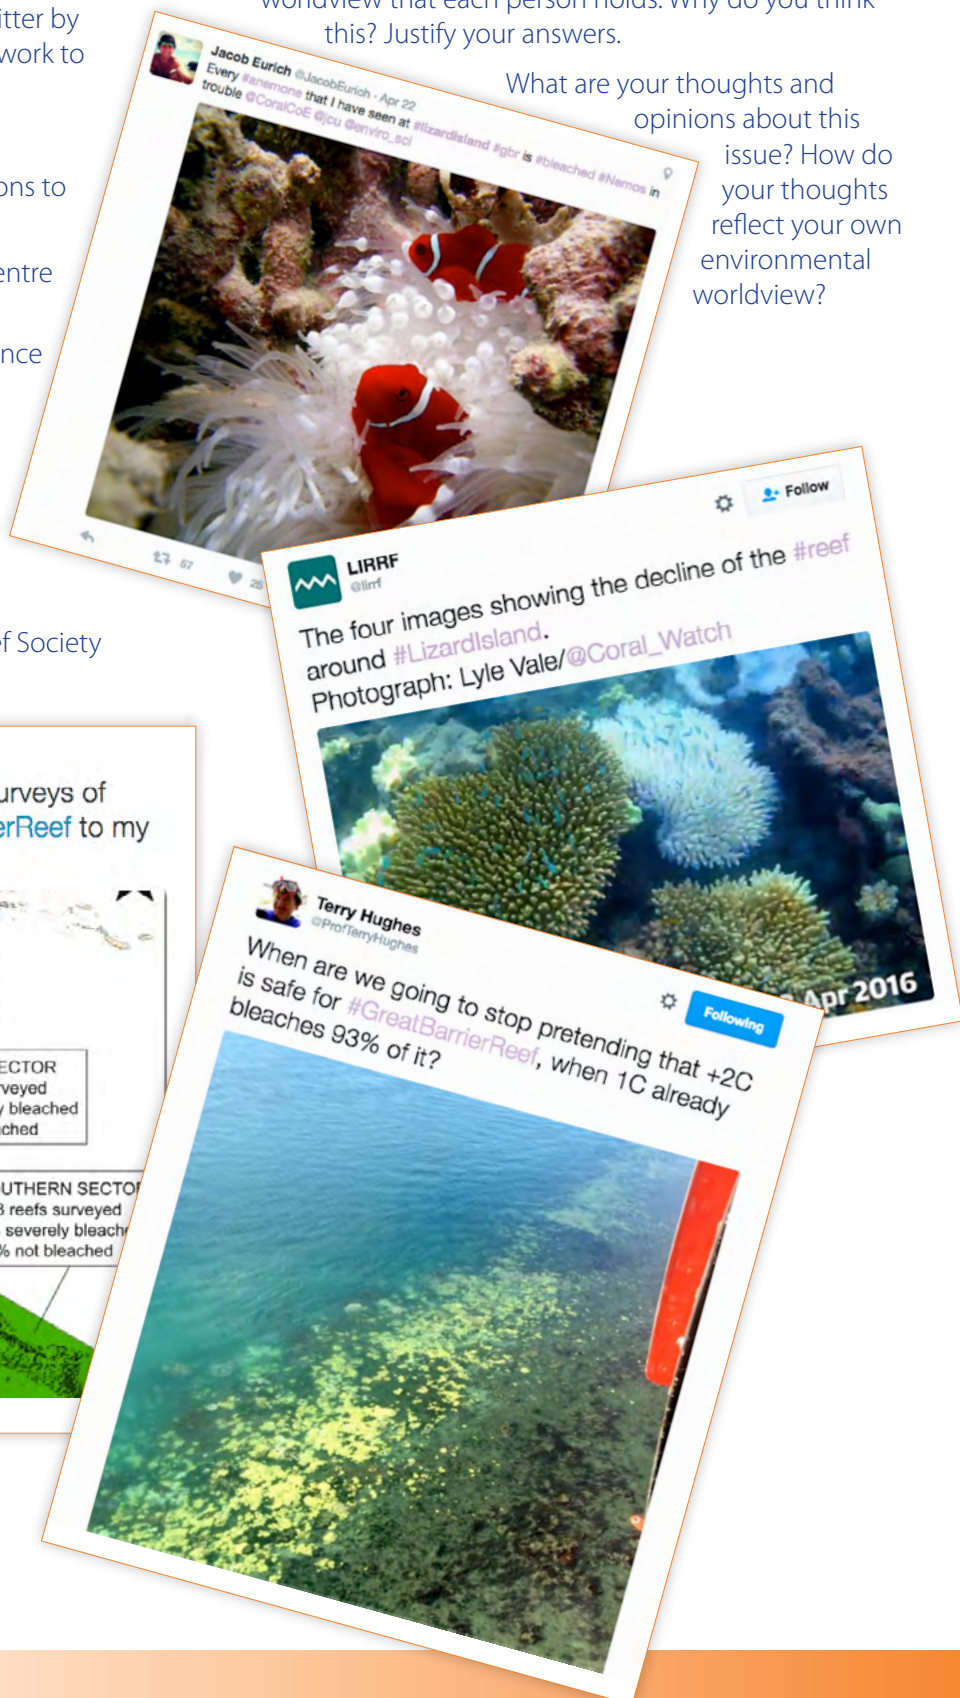 itter by
work to
ons to
entre
nce
ef Society
worldview that each person holds. Why do you think
this? Justify your answers.
What are your thoughts and
opinions about this
issue? How do
your thoughts
reflect your own
environmental
worldview?
Jacob Eurich @JacobEurich · Apr 22
Every #anemone that I have seen at #lizardisland #gbr is #bleached #Nemos in
trouble @CoralCoE @jcu @enviro_sci
57
LIRRF
@lirrf
Follow
The four images showing the decline of the #reef
around #LizardIsland.
Photograph: Lyle Vale/@Coral_Watch
Apr 2016
urveys of
erReef to my
ECTOR
veyed
y bleached
ched
UTHERN SECTOR
reefs surveyed
severely bleache
% not bleached
Terry Hughes
@ProfTerryHughes
Following
When are we going to stop pretending that +2C
is safe for #GreatBarrierReef, when 1C already
bleaches 93% of it?